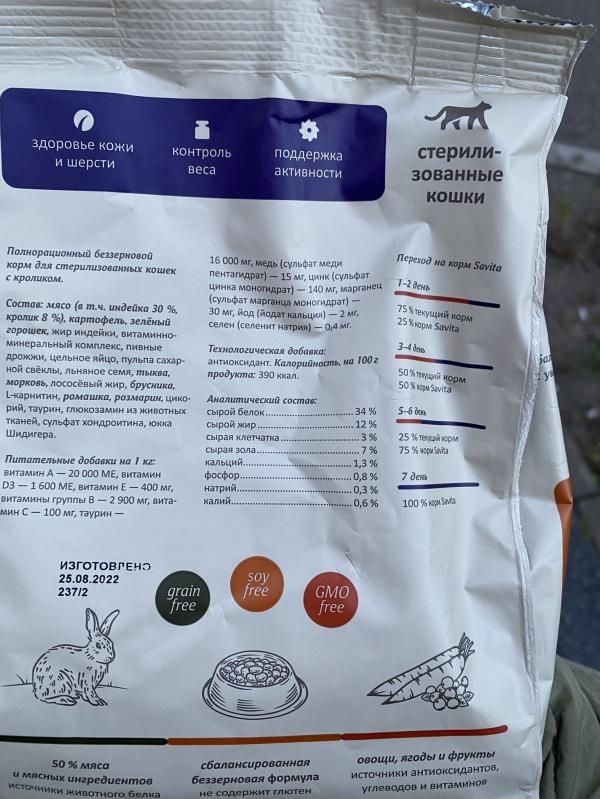 здоровье кожи
и шерсти
контроль
веса
поддержка
активности
стерили-
зованные
кошки
Полнорационный беззерновой
корм для стерилизованных кошек
с кроликом.
Состав: мясо (в т.ч. индейка 30 %,
кролик 8 %), картофель, зелёный
горошек, жир индейки, витаминно-
минеральный комплекс, пивные
дрожжи, цельное яйцо, пульпа сахар-
ной свёклы, льняное семя, тыква,
морковь, лососёвый жир, брусника,
L-карнитин, ромашка, розмарин, цико-
рий, таурин, глюкозамин из животных
тканей, сульфат хондроитина, юкка
Шидигера.
Питательные добавки на 1 кг:
витамин А — 20 000 МЕ, витамин
D3 — 1 600 МЕ, витамин Е — 400 мг,
витамины группы В — 2 900 мг, вита-
мин С — 100 мг, таурин —
16 000 мг, медь (сульфат меди
пентагидрат) — 15 мг, цинк (сульфат
цинка моногидрат) — 140 мг, марганец
(сульфат марганца моногидрат) —
30 мг, йод (йодат кальция) — 2 мг,
селен (селенит натрия) — 0,4 мг.
Технологическая добавка:
антиоксидант. Калорийность, на 100 г
продукта: 390 ккал.
Аналитический состав:
сырой белок 34 %
сырой жир 12 %
сырая клетчатка 3 %
сырая зола 7 %
кальций 1,3 %
фосфор 0,8 %
натрий 0,3 %
калий 0,6 %
Переход на корм Savita
1–2 день
75 % текущий корм
25 % корм Savita
3–4 день
50 % текущий корм
50 % корм Savita
5–6 день
25 % текущий корм
75 % корм Savita
7 день
100 % корм Savita
ИЗГОТОВЛЕНО
25.08.2022
237/2
grain
free
soy
free
GMO
free
50 % мяса
и мясных ингредиентов
источники животного белка
сбалансированная
беззерновая формула
не содержит глютен
овощи, ягоды и фрукты
источники антиоксидантов,
углеводов и витаминов